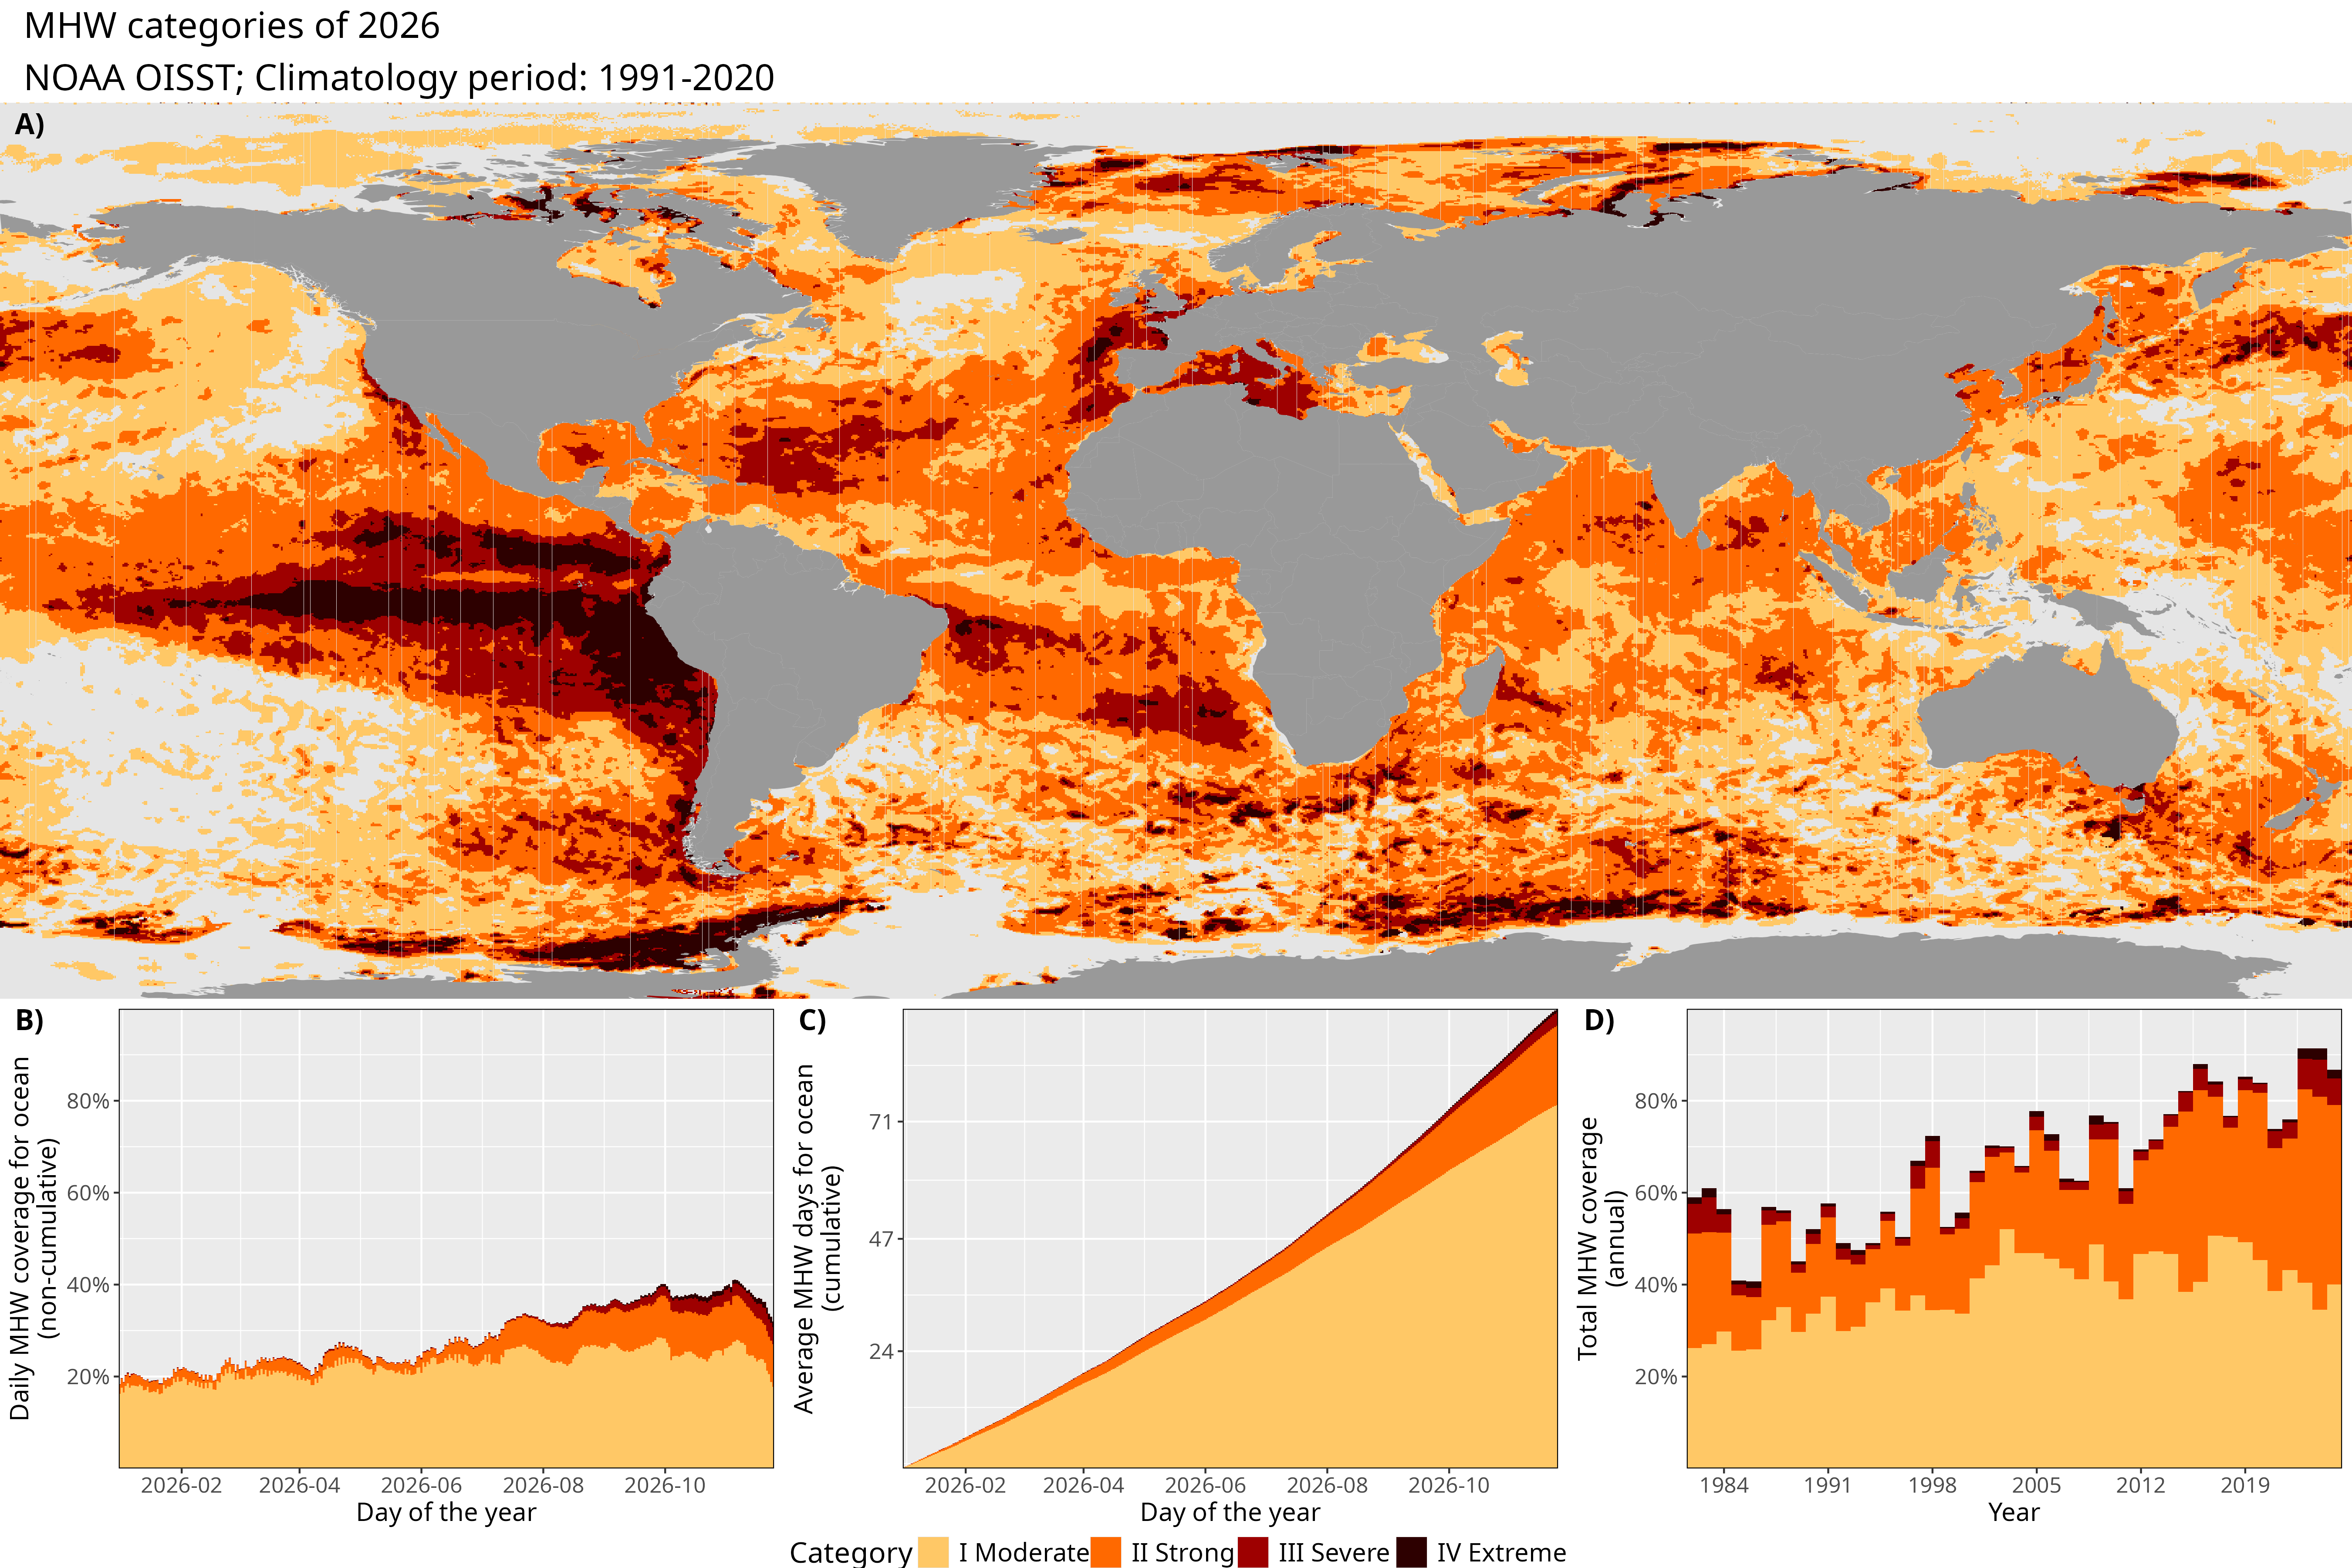 MHW categories of 2026
NOAA OISST; Climatology period: 1991-2020
A)
B)
Daily MHW coverage for ocean
(non-cumulative)
80%
60%
40%
20%
2026-02 2026-04 2026-06 2026-08 2026-10
Day of the year
C)
Average MHW days for ocean
(cumulative)
71
47
24
2026-02 2026-04 2026-06 2026-08 2026-10
Day of the year
D)
Total MHW coverage
(annual)
80%
60%
40%
20%
1984 1991 1998 2005 2012 2019
Year
Category I Moderate II Strong III Severe IV Extreme